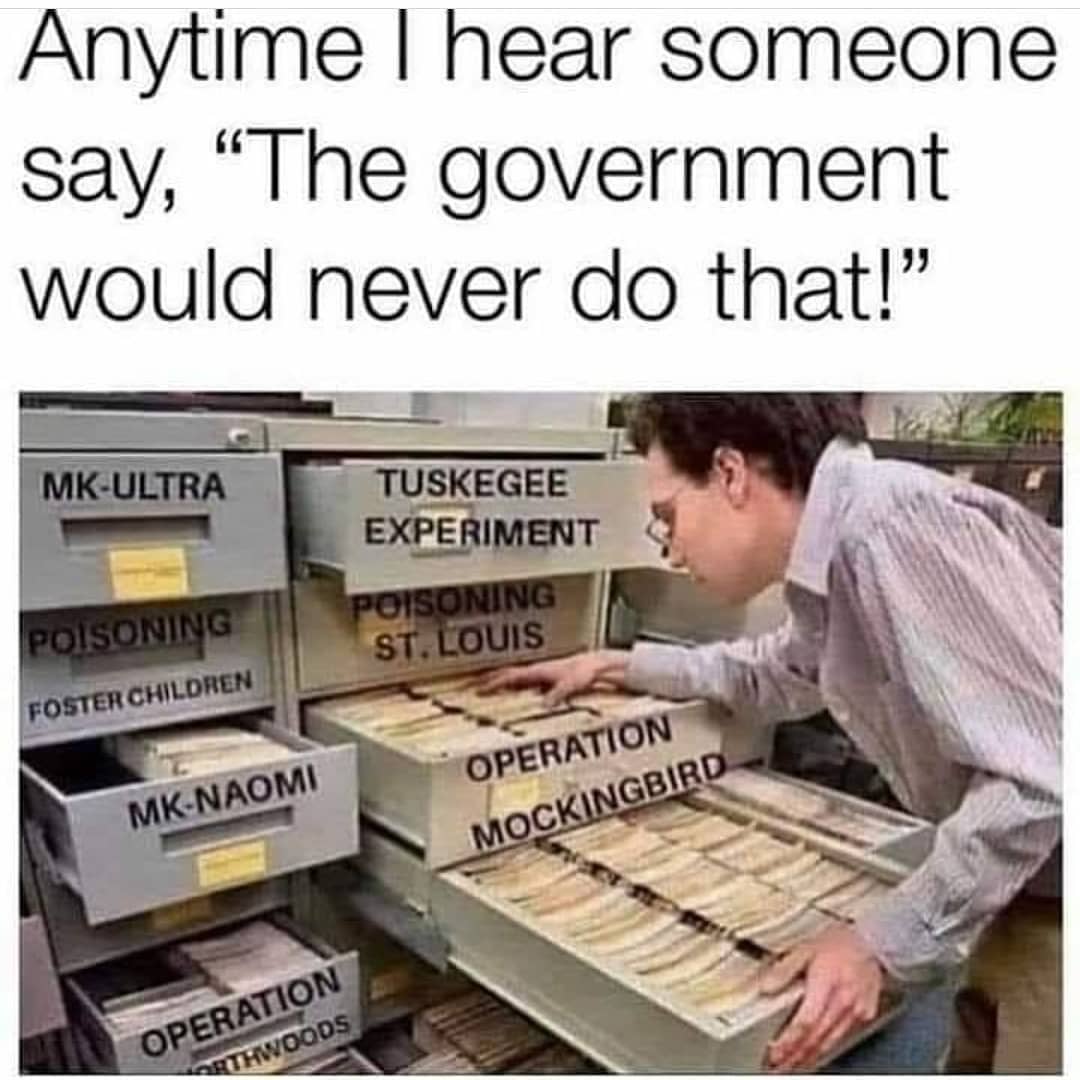 Anytime I hear someone
say, “The government
would never do that!”
MK-ULTRA
TUSKEGEE
EXPERIMENT
POISONING
FOSTER CHILDREN
POISONING
ST. LOUIS
MK-NAOMI
OPERATION
MOCKINGBIRD
OPERATION
RTHWOODS